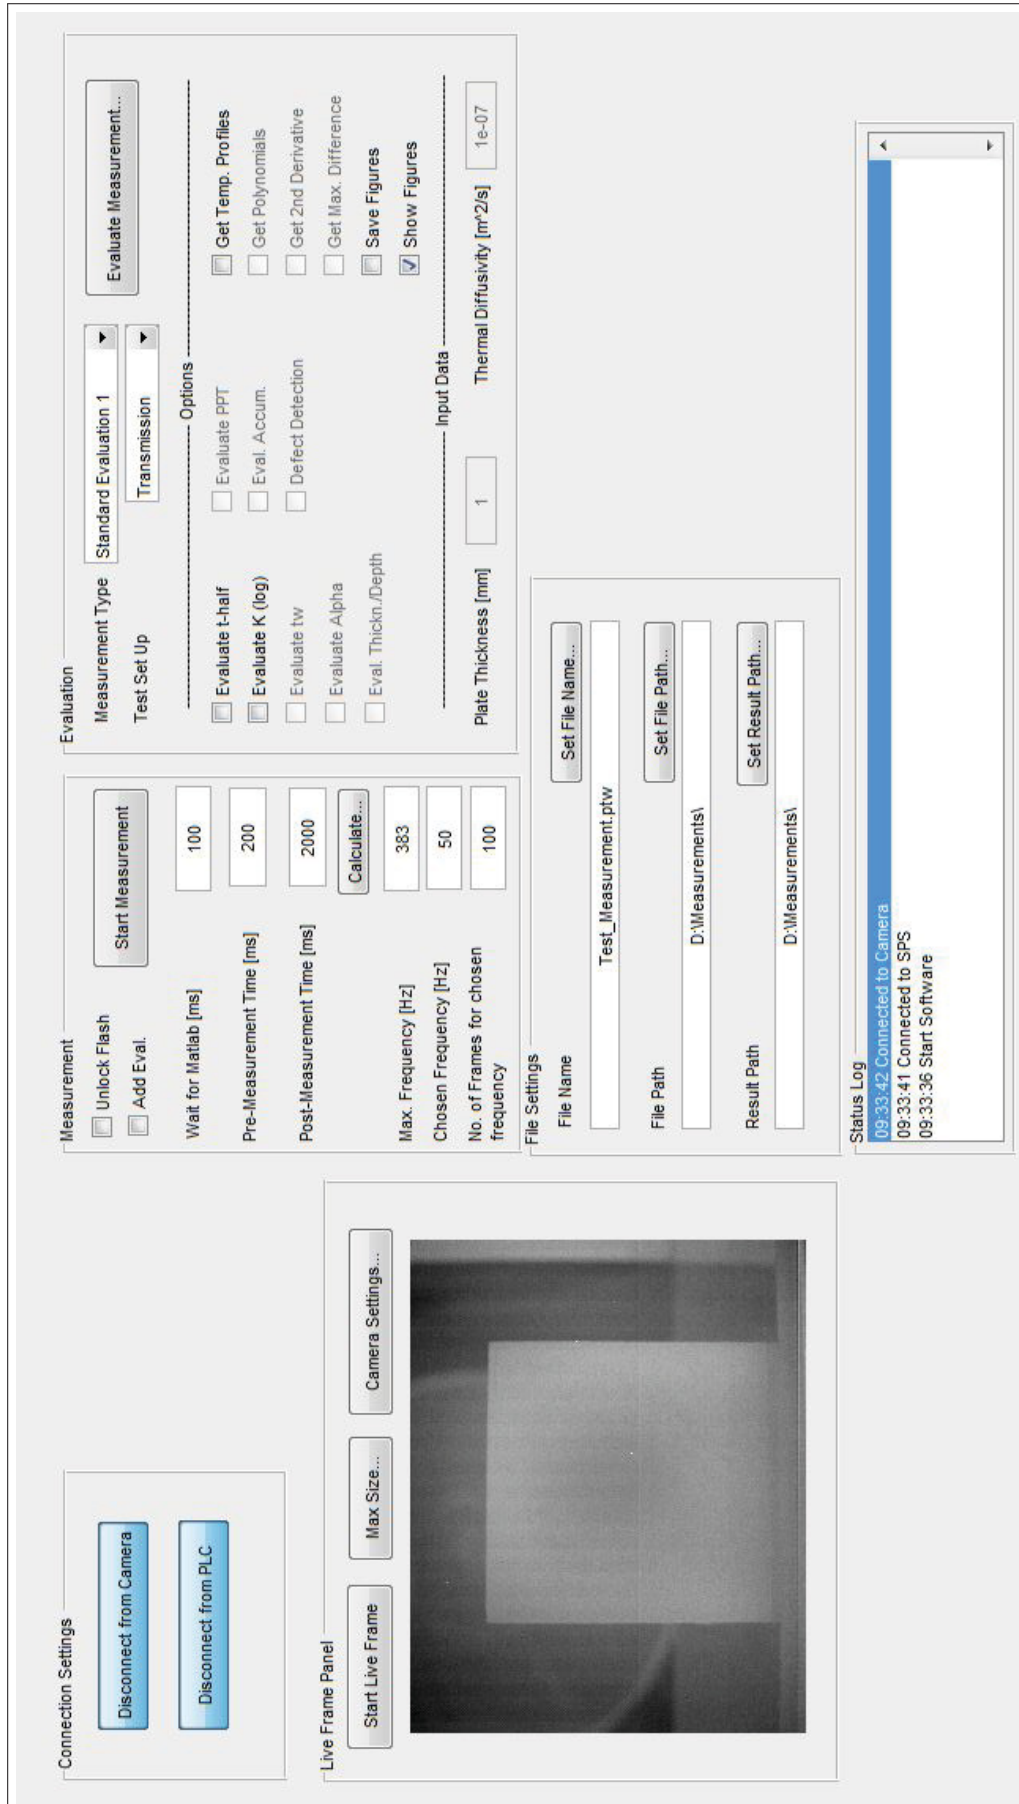 Connection Settings
Disconnect from Camera
Disconnect from PLC
Live Frame Panel
Start Live Frame
Max Size...
Camera Settings...
Measurement
Unlock Flash
Add Eval.
Start Measurement
Wait for Matlab [ms]
100
Pre-Measurement Time [ms]
200
Post-Measurement Time [ms]
2000
Calculate...
Max. Frequency [Hz]
383
Chosen Frequency [Hz]
50
No. of Frames for chosen
frequency
100
Evaluation
Measurement Type
Standard Evaluation 1
Evaluate Measurement...
Test Set Up
Transmission
Options
Evaluate t-half
Evaluate PPT
Get Temp. Profiles
Evaluate K (log)
Eval. Accum.
Get Polynomials
Evaluate tw
Defect Detection
Get 2nd Derivative
Evaluate Alpha
Get Max. Difference
Eval. Thickn./Depth
Save Figures
Show Figures
Input Data
Plate Thickness [mm]
1
Thermal Diffusivity [m^2/s]
1e-07
File Settings
File Name
Set File Name...
Test_Measurement.ptw
File Path
Set File Path...
D:\Measurements\
Result Path
Set Result Path...
D:\Measurements\
Status Log
09:33:42 Connected to Camera
09:33:41 Connected to SPS
09:33:36 Start Software